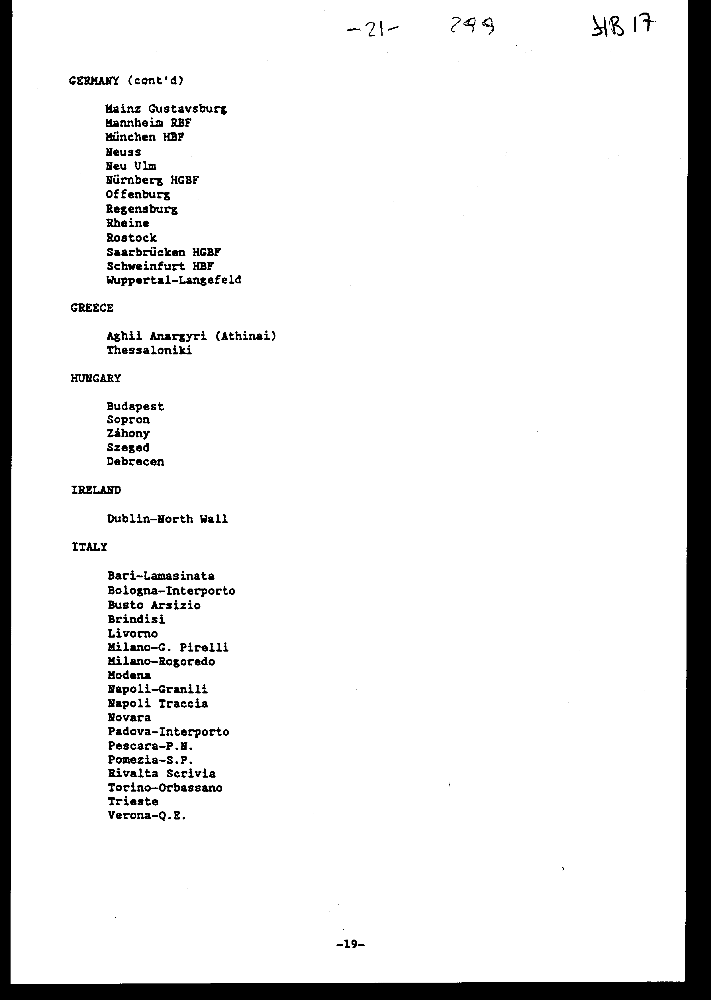 -21- 299 HB 17
GERMANY (cont'd)
Mainz Gustavsburg
Mannheim RBF
München HBF
Neuss
Neu Ulm
Nürnberg HGBF
Offenburg
Regensburg
Rheine
Rostock
Saarbrücken HGBF
Schweinfurt HBF
Wuppertal-Langefeld
GREECE
Aghii Anargyri (Athinai)
Thessaloniki
HUNGARY
Budapest
Sopron
Záhony
Szeged
Debrecen
IRELAND
Dublin-North Wall
ITALY
Bari-Lamasinata
Bologna-Interporto
Busto Arsizio
Brindisi
Livorno
Milano-G. Pirelli
Milano-Rogoredo
Modena
Napoli-Granili
Napoli Traccia
Novara
Padova-Interporto
Pescara-P.N.
Pomezia-S.P.
Rivalta Scrivia
Torino-Orbassano
Trieste
Verona-Q.E.
-19-